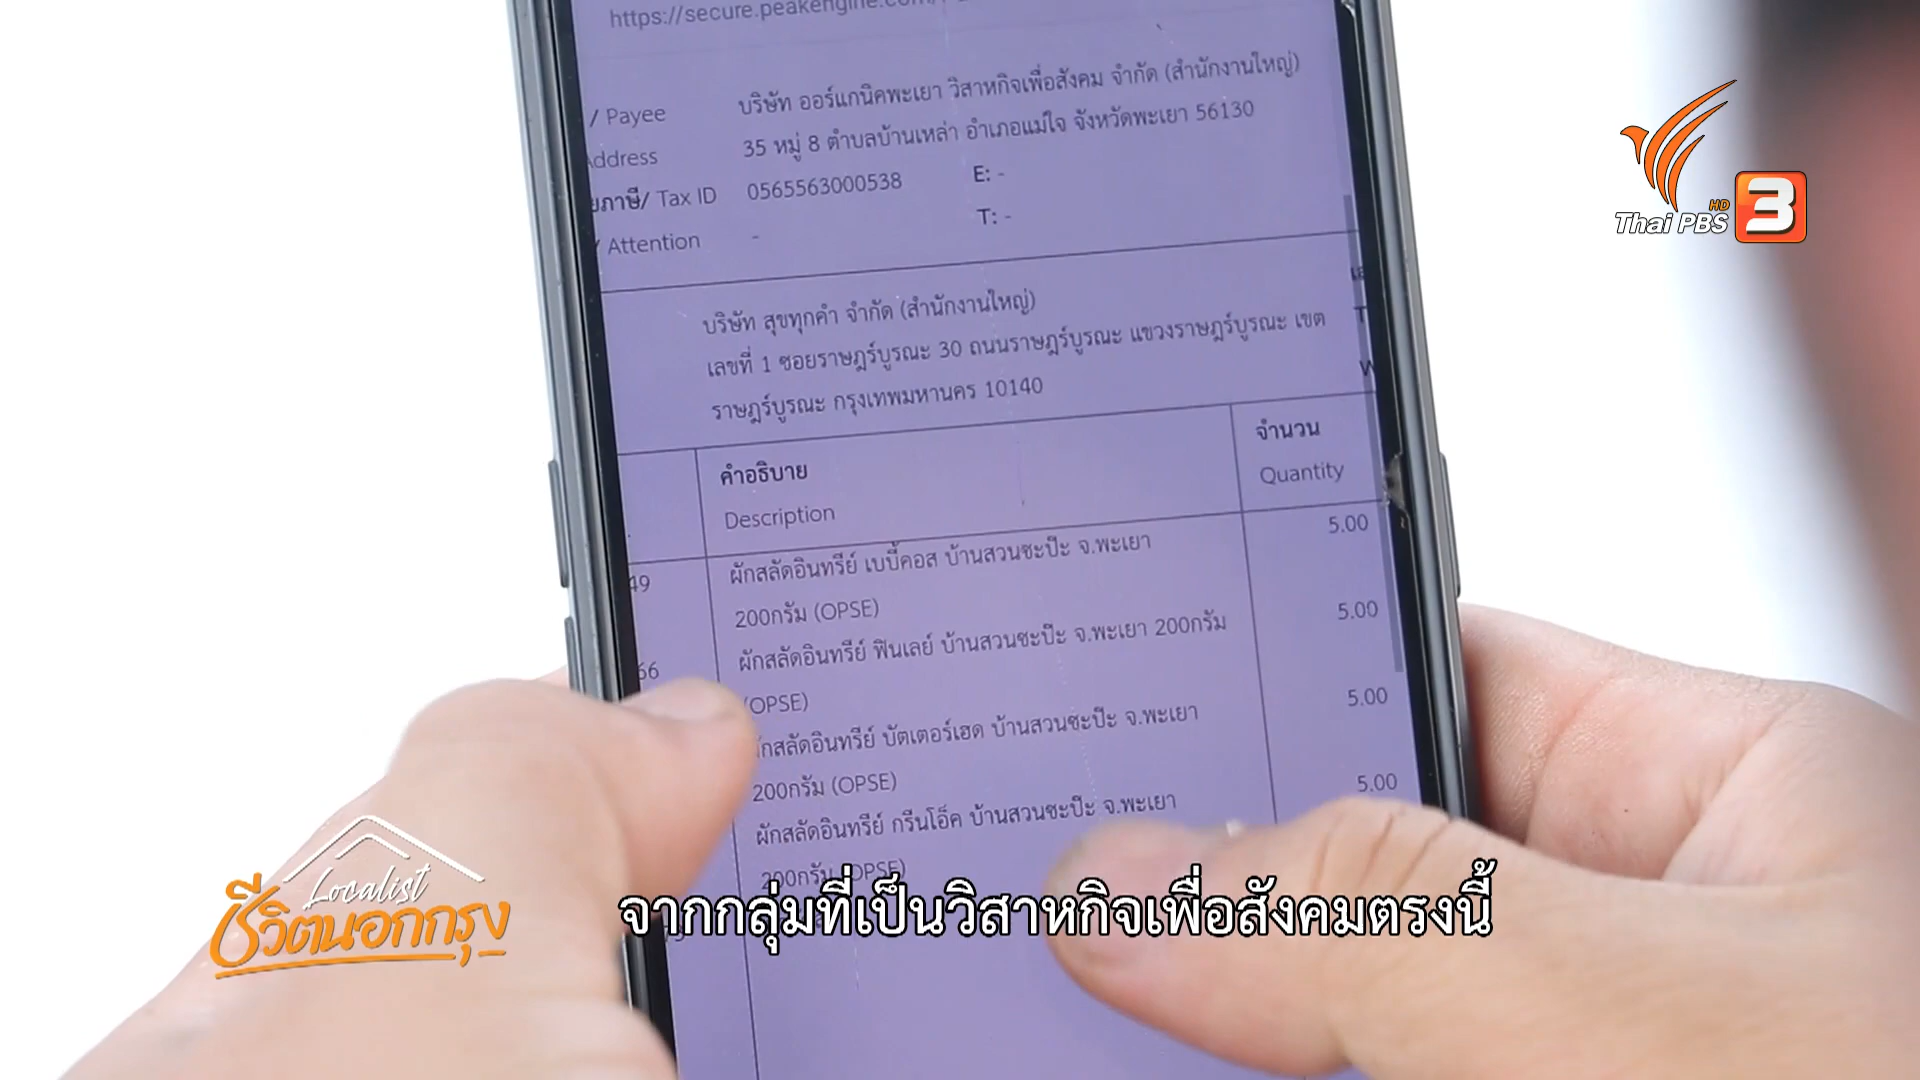 https://secure.peakengine.com/
/ Payee บริษัท ออร์แกนิคพะเยา วิสาหกิจเพื่อสังคม จำกัด (สำนักงานใหญ่)
Address 35 หมู่ 8 ตำบลบ้านเหล่า อำเภอแม่ใจ จังหวัดพะเยา 56130
ยภาษี/ Tax ID 0565563000538 E: -
/ Attention - T: -
บริษัท สุขทุกคำ จำกัด (สำนักงานใหญ่)
เลขที่ 1 ซอยราษฎร์บูรณะ 30 ถนนราษฎร์บูรณะ แขวงราษฎร์บูรณะ เขต
ราษฎร์บูรณะ กรุงเทพมหานคร 10140
คำอธิบาย จำนวน
Description Quantity
49 ผักสลัดอินทรีย์ เบบี้คอส บ้านสวนซะป๊ะ จ.พะเยา 5.00
200กรัม (OPSE)
66 ผักสลัดอินทรีย์ ฟินเลย์ บ้านสวนซะป๊ะ จ.พะเยา 200กรัม 5.00
(OPSE)
ผักสลัดอินทรีย์ บัตเตอร์เฮด บ้านสวนซะป๊ะ จ.พะเยา 5.00
200กรัม (OPSE)
ผักสลัดอินทรีย์ กรีนโอ็ค บ้านสวนซะป๊ะ จ.พะเยา 5.00
200กรัม (OPSE)
Thai PBS HD 3
Localist
ชีวิตนอกกรุง
จากกลุ่มที่เป็นวิสาหกิจเพื่อสังคมตรงนี้